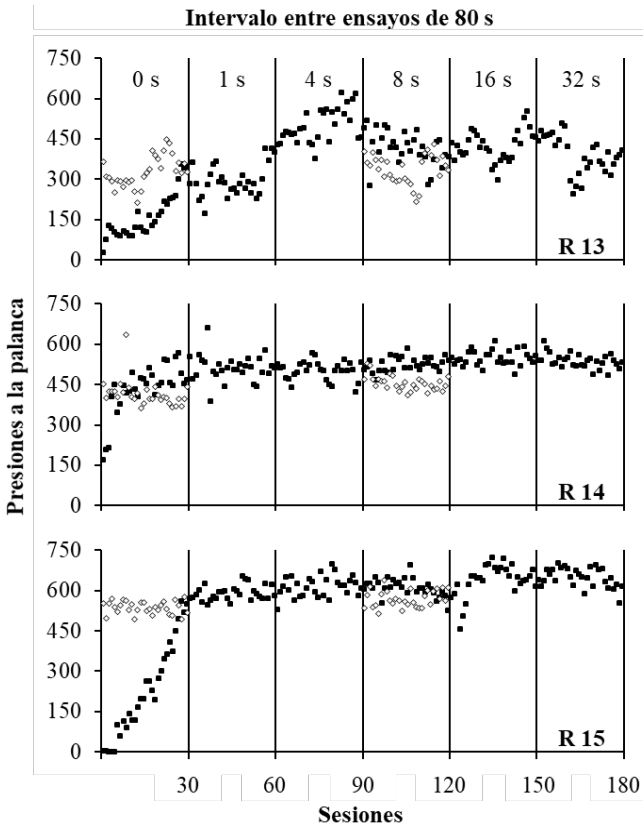 Intervalo entre ensayos de 80 s
Presiones a la palanca
750
600
450
300
150
0
0 s 1 s 4 s 8 s 16 s 32 s
R 13
750
600
450
300
150
0
R 14
750
600
450
300
150
0
R 15
30 60 90 120 150 180
Sesiones